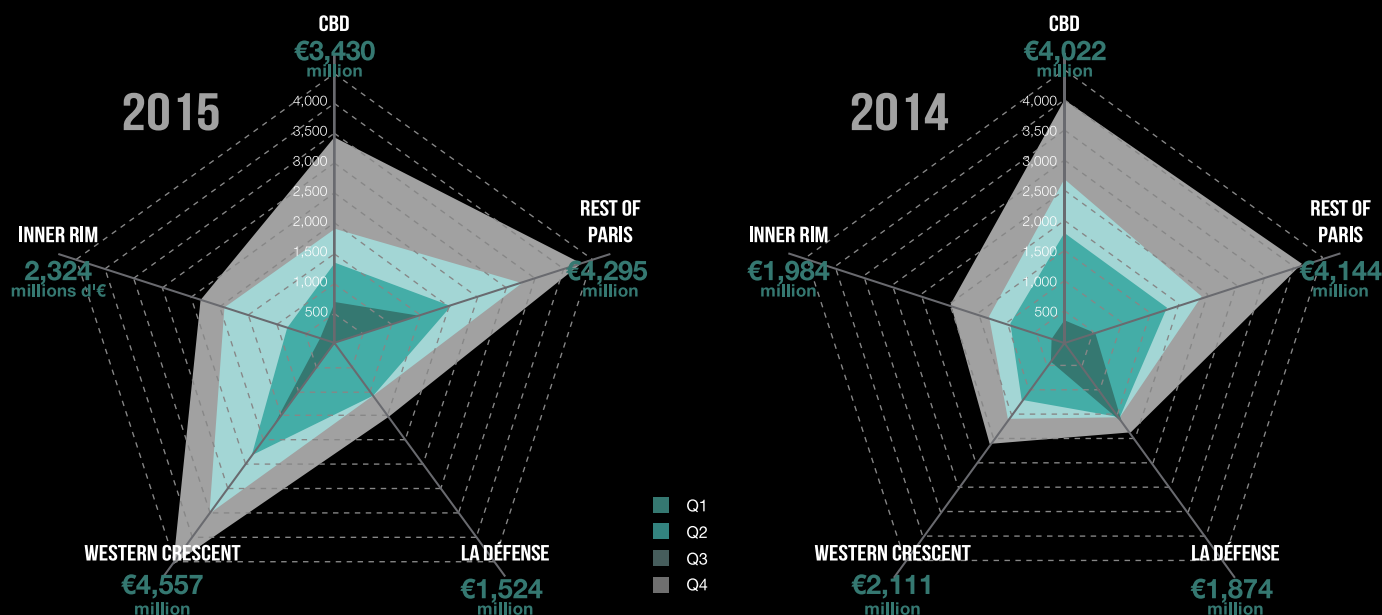 CBD
€3,430
million
2015
4,000
3,500
3,000
2,500
2,000
1,500
1,000
500
REST OF
PARIS
€4,295
million
INNER RIM
2,324
millions d'€
WESTERN CRESCENT
€4,557
million
LA DÉFENSE
€1,524
million
Q1
Q2
Q3
Q4
CBD
€4,022
million
2014
4,000
3,500
3,000
2,500
2,000
1,500
1,000
500
REST OF
PARIS
€4,144
million
INNER RIM
€1,984
million
WESTERN CRESCENT
€2,111
million
LA DÉFENSE
€1,874
million